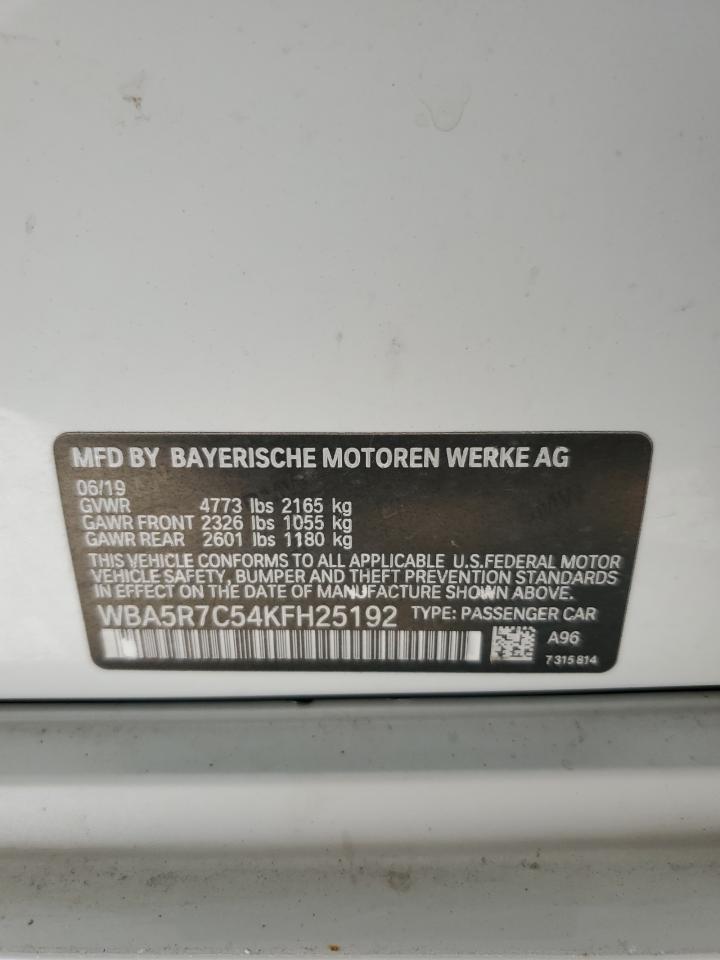 MFD BY BAYERISCHE MOTOREN WERKE AG
06/19
GVWR 4773 lbs 2165 kg
GAWR FRONT 2326 lbs 1055 kg
GAWR REAR 2601 lbs 1180 kg
THIS VEHICLE CONFORMS TO ALL APPLICABLE U.S.FEDERAL MOTOR
VEHICLE SAFETY, BUMPER AND THEFT PREVENTION STANDARDS
IN EFFECT ON THE DATE OF MANUFACTURE SHOWN ABOVE.
WBA5R7C54KFH25192 TYPE: PASSENGER CAR
A96
7 315 814